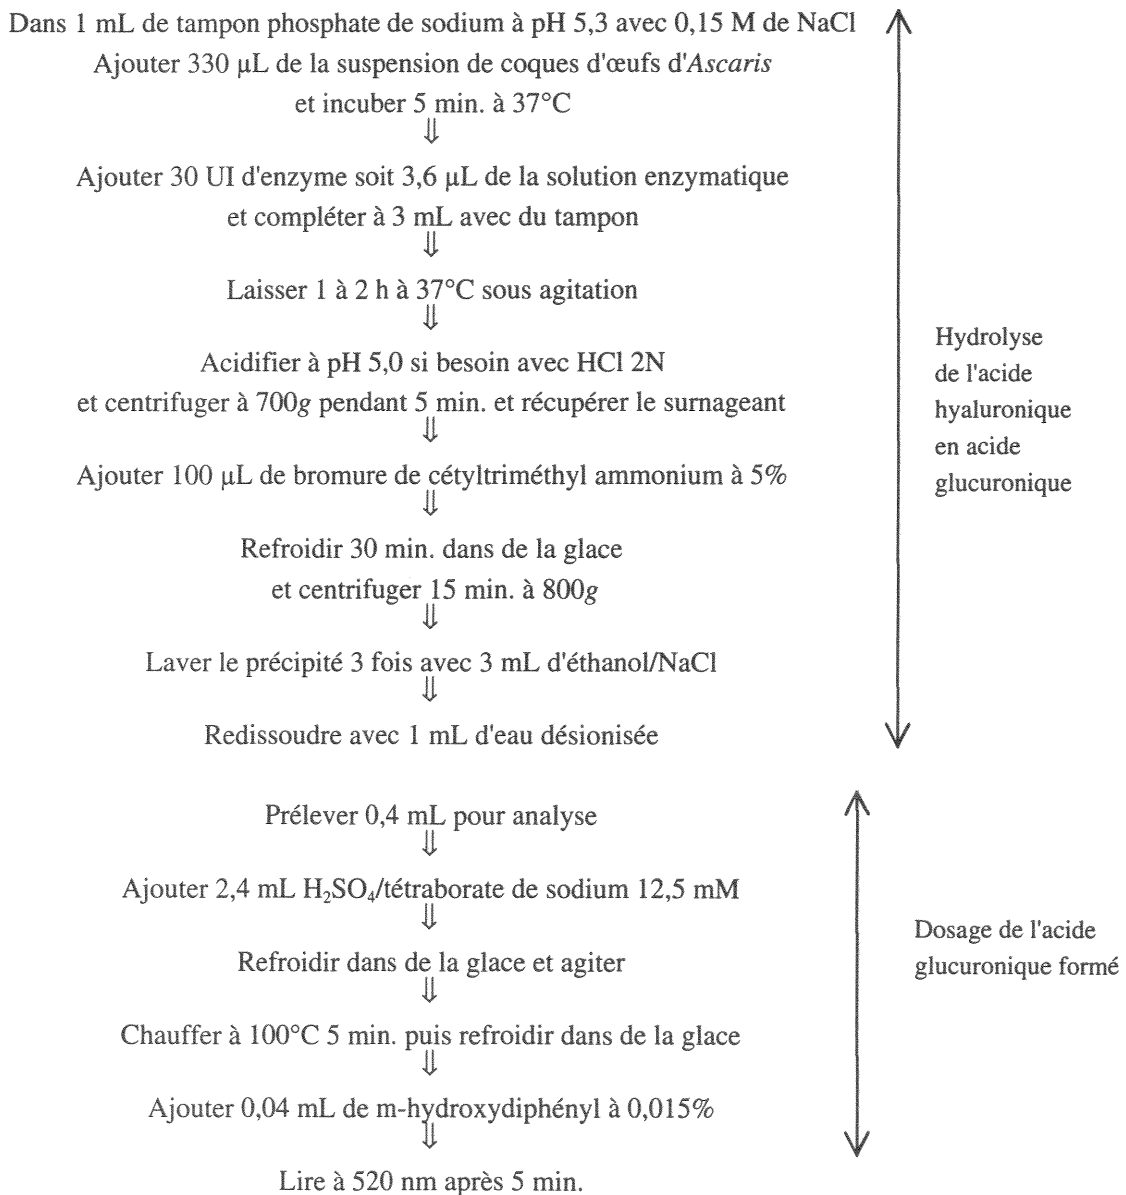 Dans 1 mL de tampon phosphate de sodium à pH 5,3 avec 0,15 M de NaCl
Ajouter 330 µL de la suspension de coques d'œufs d'Ascaris
et incuber 5 min. à 37°C
⇓
Ajouter 30 UI d'enzyme soit 3,6 µL de la solution enzymatique
et compléter à 3 mL avec du tampon
⇓
Laisser 1 à 2 h à 37°C sous agitation
⇓
Acidifier à pH 5,0 si besoin avec HCl 2N
et centrifuger à 700g pendant 5 min. et récupérer le surnageant
⇓
Ajouter 100 µL de bromure de cétyltriméthyl ammonium à 5%
⇓
Refroidir 30 min. dans de la glace
et centrifuger 15 min. à 800g
⇓
Laver le précipité 3 fois avec 3 mL d'éthanol/NaCl
⇓
Redissoudre avec 1 mL d'eau désionisée
Hydrolyse
de l'acide
hyaluronique
en acide
glucuronique
Prélever 0,4 mL pour analyse
⇓
Ajouter 2,4 mL H₂SO₄/tétraborate de sodium 12,5 mM
⇓
Refroidir dans de la glace et agiter
⇓
Chauffer à 100°C 5 min. puis refroidir dans de la glace
⇓
Ajouter 0,04 mL de m-hydroxydiphényl à 0,015%
⇓
Lire à 520 nm après 5 min.
Dosage de l'acide
glucuronique formé